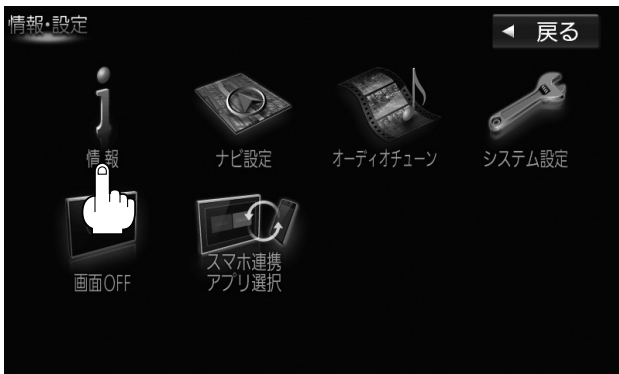 情報・設定
戻る
情報
ナビ設定
オーディオチューン
システム設定
画面OFF
スマホ連携
アプリ選択